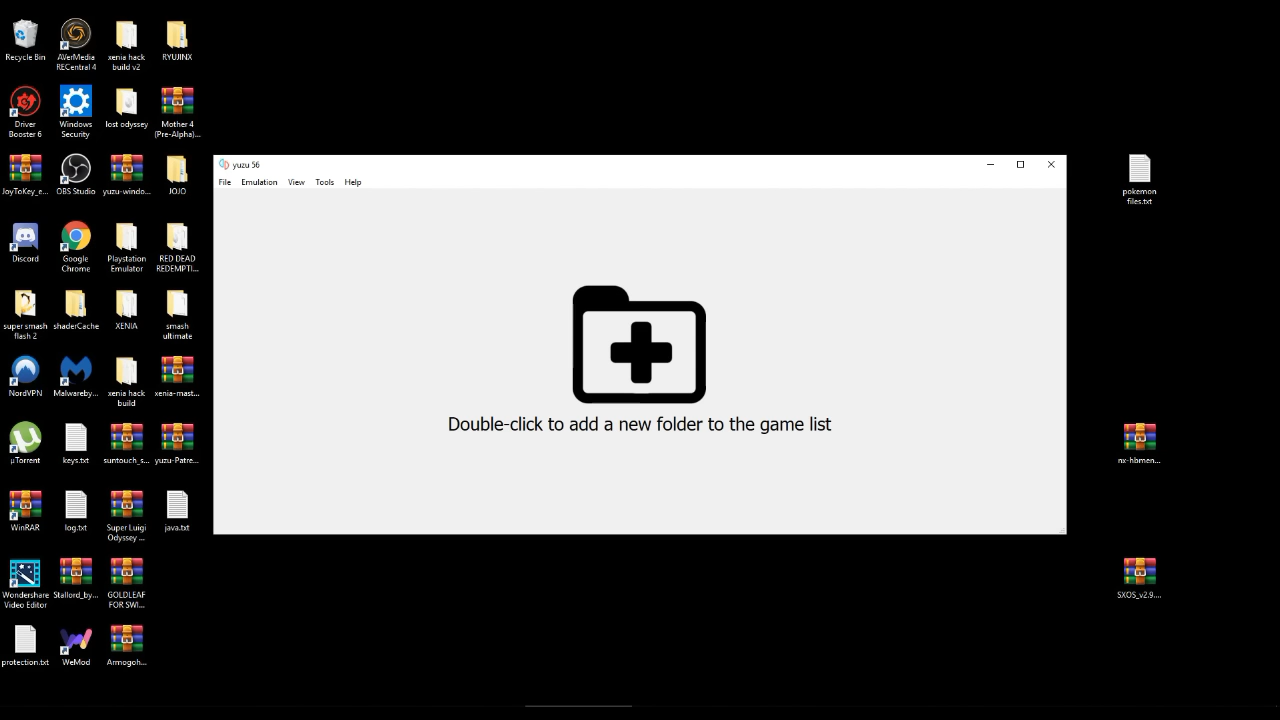 Recycle Bin
AVerMedia
RECentral 4
xenia hack
build v2
RYUJINX
Driver
Booster 6
Windows
Security
lost odyssey
Mother 4
(Pre-Alpha)...
JoyToKey_e...
OBS Studio
yuzu-windo...
JOJO
Discord
Google
Chrome
Playstation
Emulator
RED DEAD
REDEMPTI...
super smash
flash 2
shaderCache
XENIA
smash
ultimate
NordVPN
Malwareby...
xenia hack
build
xenia-mast...
µTorrent
keys.txt
suntouch_s...
yuzu-Patre...
WinRAR
log.txt
Super Luigi
Odyssey ...
java.txt
Wondershare
Video Editor
Stallord_by...
GOLDLEAF
FOR SWI...
protection.txt
WeMod
Armogoh...
yuzu 56
File Emulation View Tools Help
Double-click to add a new folder to the game list
pokemon
files.txt
nx-hbmen...
SXOS_v2.9....